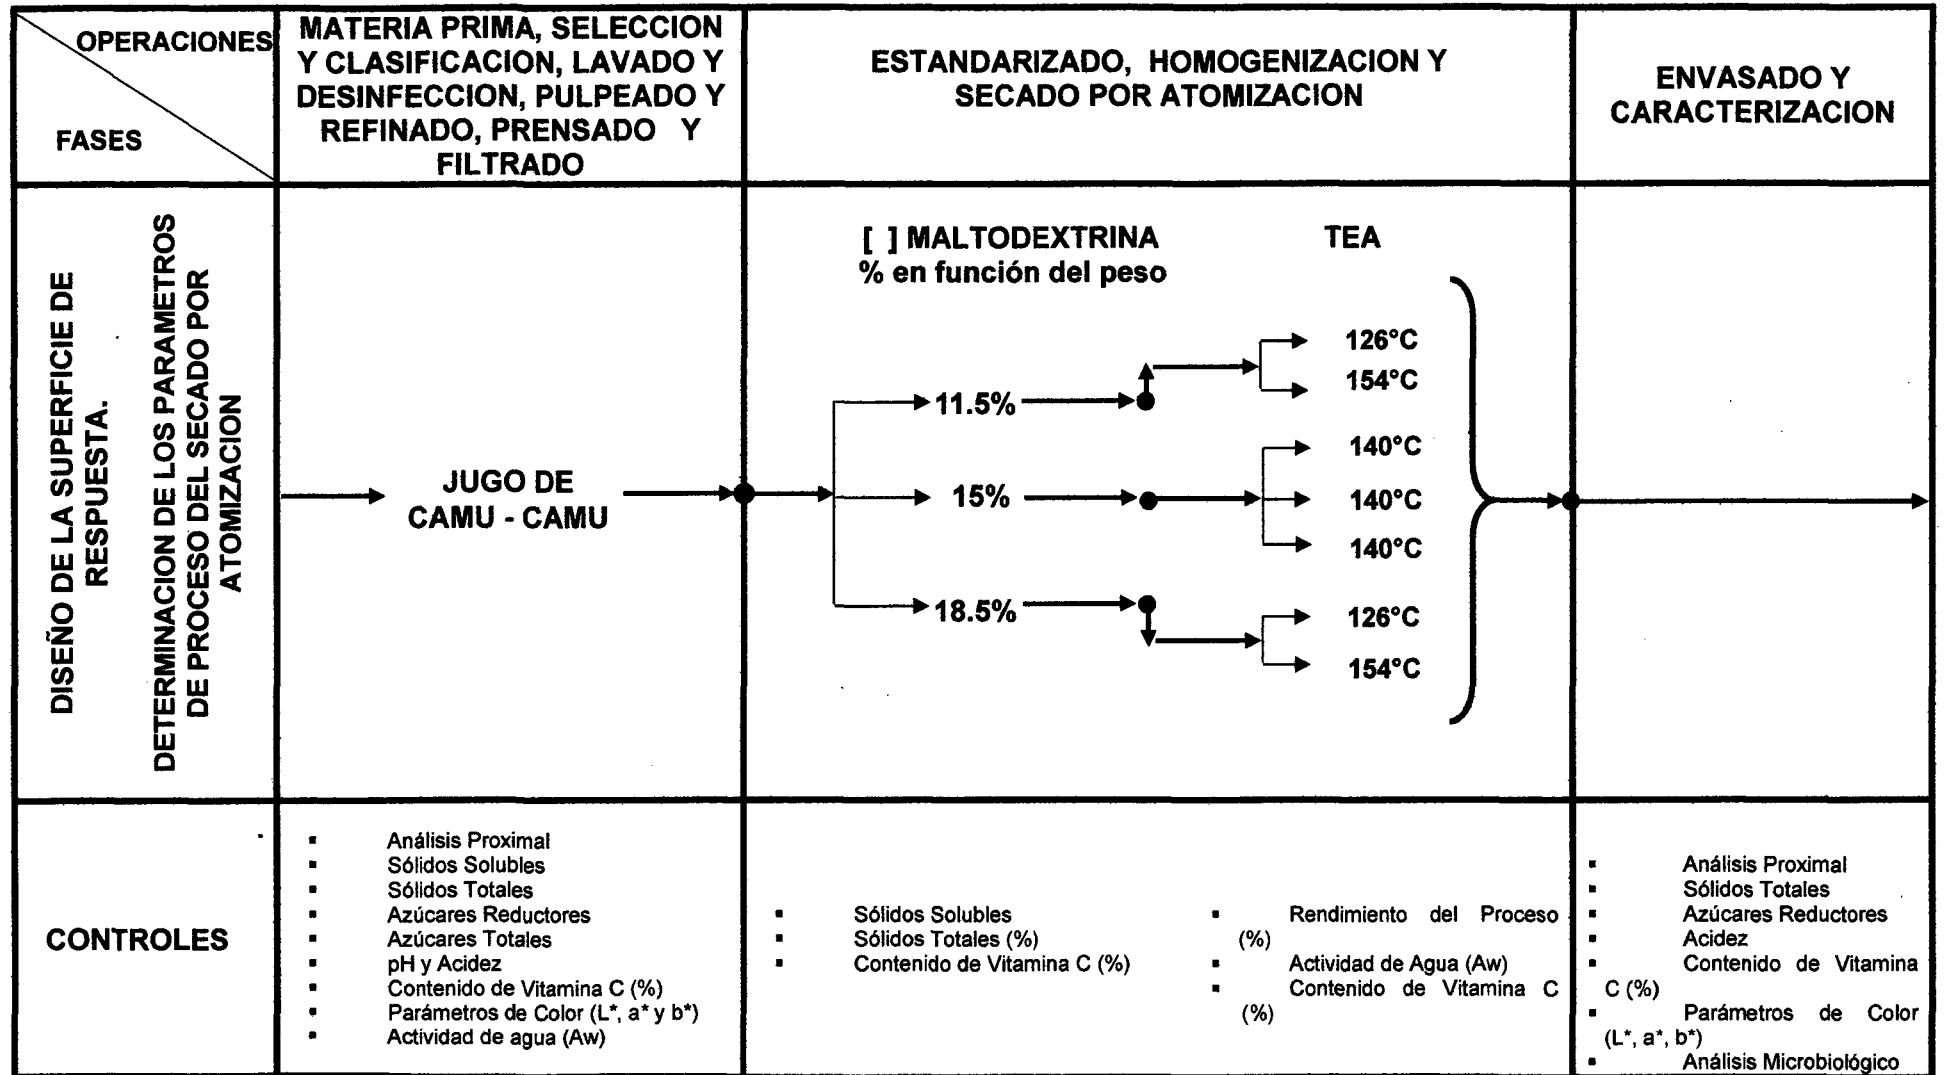 OPERACIONES
FASES
MATERIA PRIMA, SELECCION
Y CLASIFICACION, LAVADO Y
DESINFECCION, PULPEADO Y
REFINADO, PRENSADO Y
FILTRADO
ESTANDARIZADO, HOMOGENIZACION Y
SECADO POR ATOMIZACION
ENVASADO Y
CARACTERIZACION
DISEÑO DE LA SUPERFICIE DE
RESPUESTA.
DETERMINACION DE LOS PARAMETROS
DE PROCESO DEL SECADO POR
ATOMIZACION
JUGO DE
CAMU - CAMU
[ ] MALTODEXTRINA
% en función del peso
TEA
11.5%
126°C
154°C
15%
140°C
140°C
140°C
18.5%
126°C
154°C
CONTROLES
▪ Análisis Proximal
▪ Sólidos Solubles
▪ Sólidos Totales
▪ Azúcares Reductores
▪ Azúcares Totales
▪ pH y Acidez
▪ Contenido de Vitamina C (%)
▪ Parámetros de Color (L*, a* y b*)
▪ Actividad de agua (Aw)
▪ Sólidos Solubles
▪ Sólidos Totales (%)
▪ Contenido de Vitamina C (%)
▪ Rendimiento del Proceso
(%)
▪ Actividad de Agua (Aw)
▪ Contenido de Vitamina C
(%)
▪ Análisis Proximal
▪ Sólidos Totales
▪ Azúcares Reductores
▪ Acidez
▪ Contenido de Vitamina
C (%)
▪ Parámetros de Color
(L*, a*, b*)
▪ Análisis Microbiológico